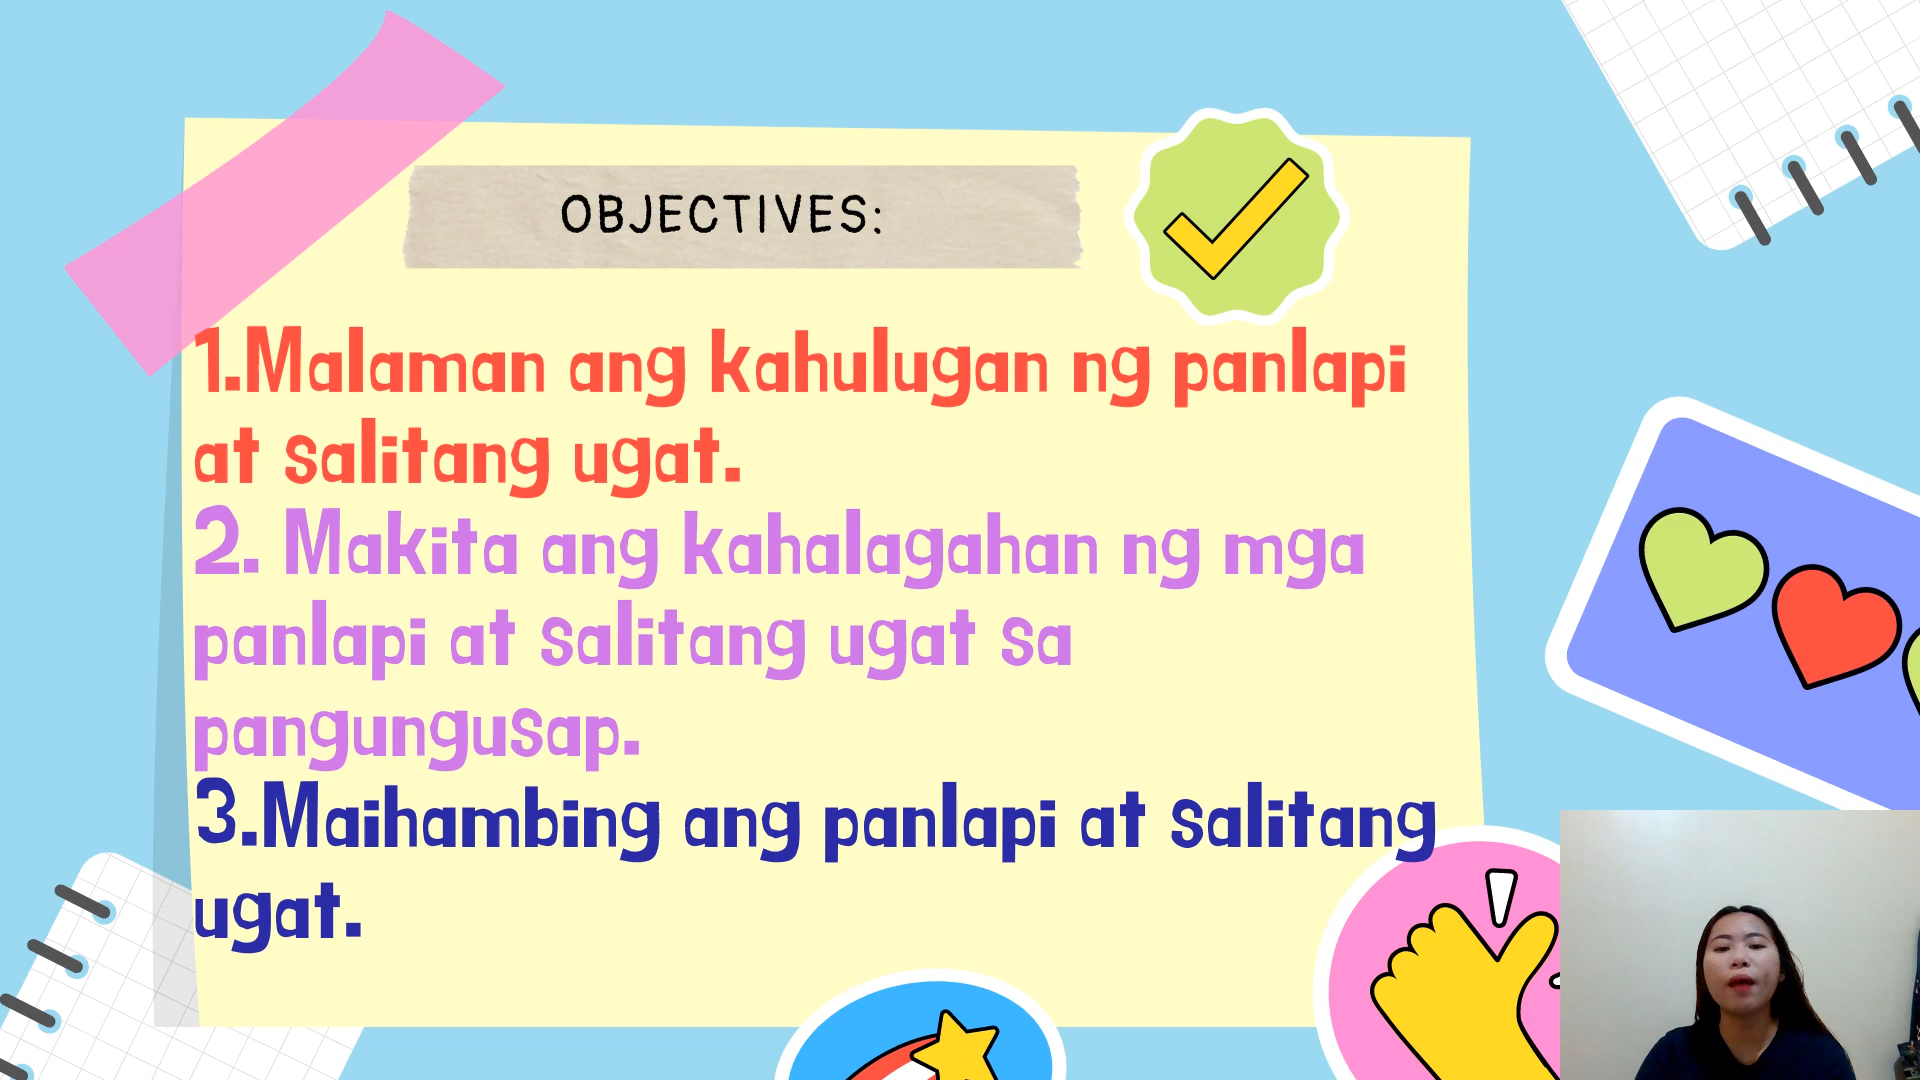 OBJECTIVES:
1.Malaman ang kahulugan ng panlapi
at salitang ugat.
2. Makita ang kahalagahan ng mga
panlapi at salitang ugat sa
pangungusap.
3.Maihambing ang panlapi at salitang
ugat.